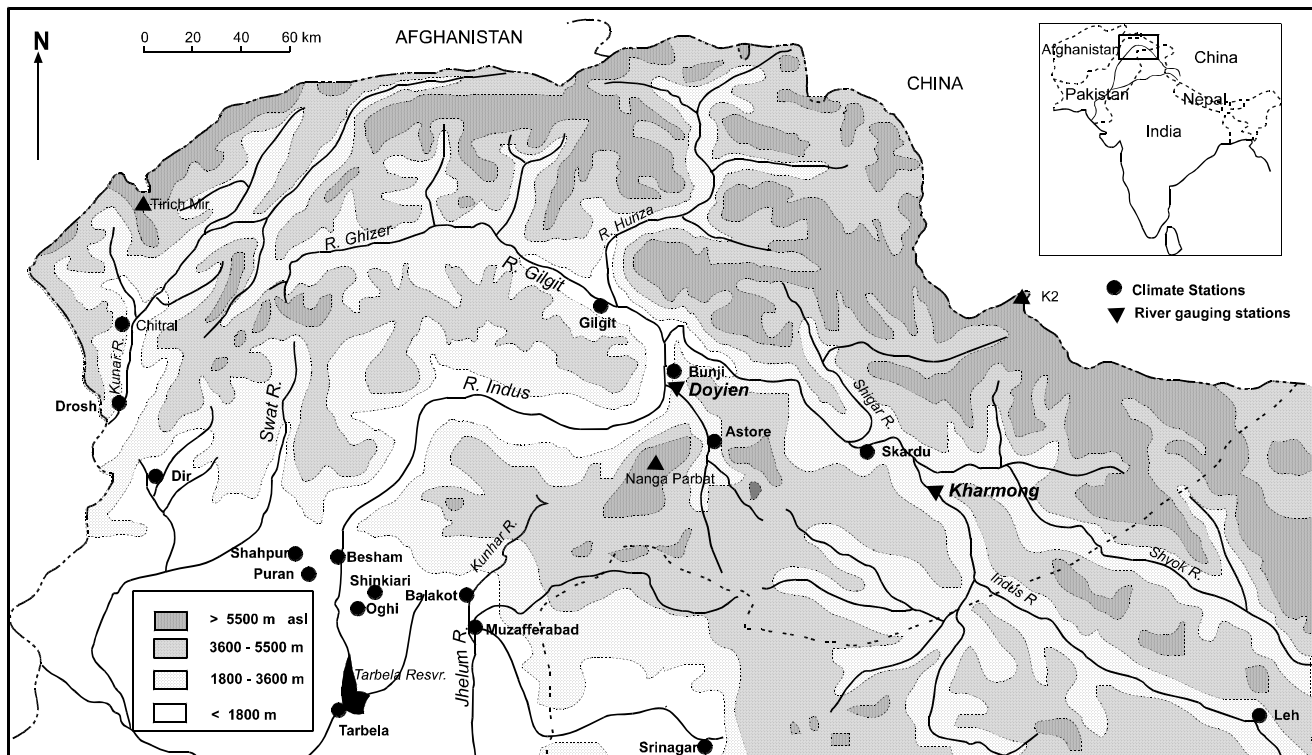 N
0 20 40 60 km
AFGHANISTAN
CHINA
Afghanistan
China
Pakistan
Nepal
India
Tirich Mir
R. Ghizer
R. Hunza
R. Gilgit
Gilgit
K2
Climate Stations
River gauging stations
Chitral
Kunar R.
Drosh
Swat R.
R. Indus
Bunji
Doyien
Shigar R.
Astore
Skardu
Nanga Parbat
Kharmong
Dir
Shahpur
Besham
Kunhar R.
Puran
Shinkiari
Balakot
Oghi
Muzafferabad
Indus R
Shyok R.
> 5500 m asl
3600 - 5500 m
1800 - 3600 m
< 1800 m
Tarbela Resvr.
Jhelum R.
Tarbela
Srinagar
Leh